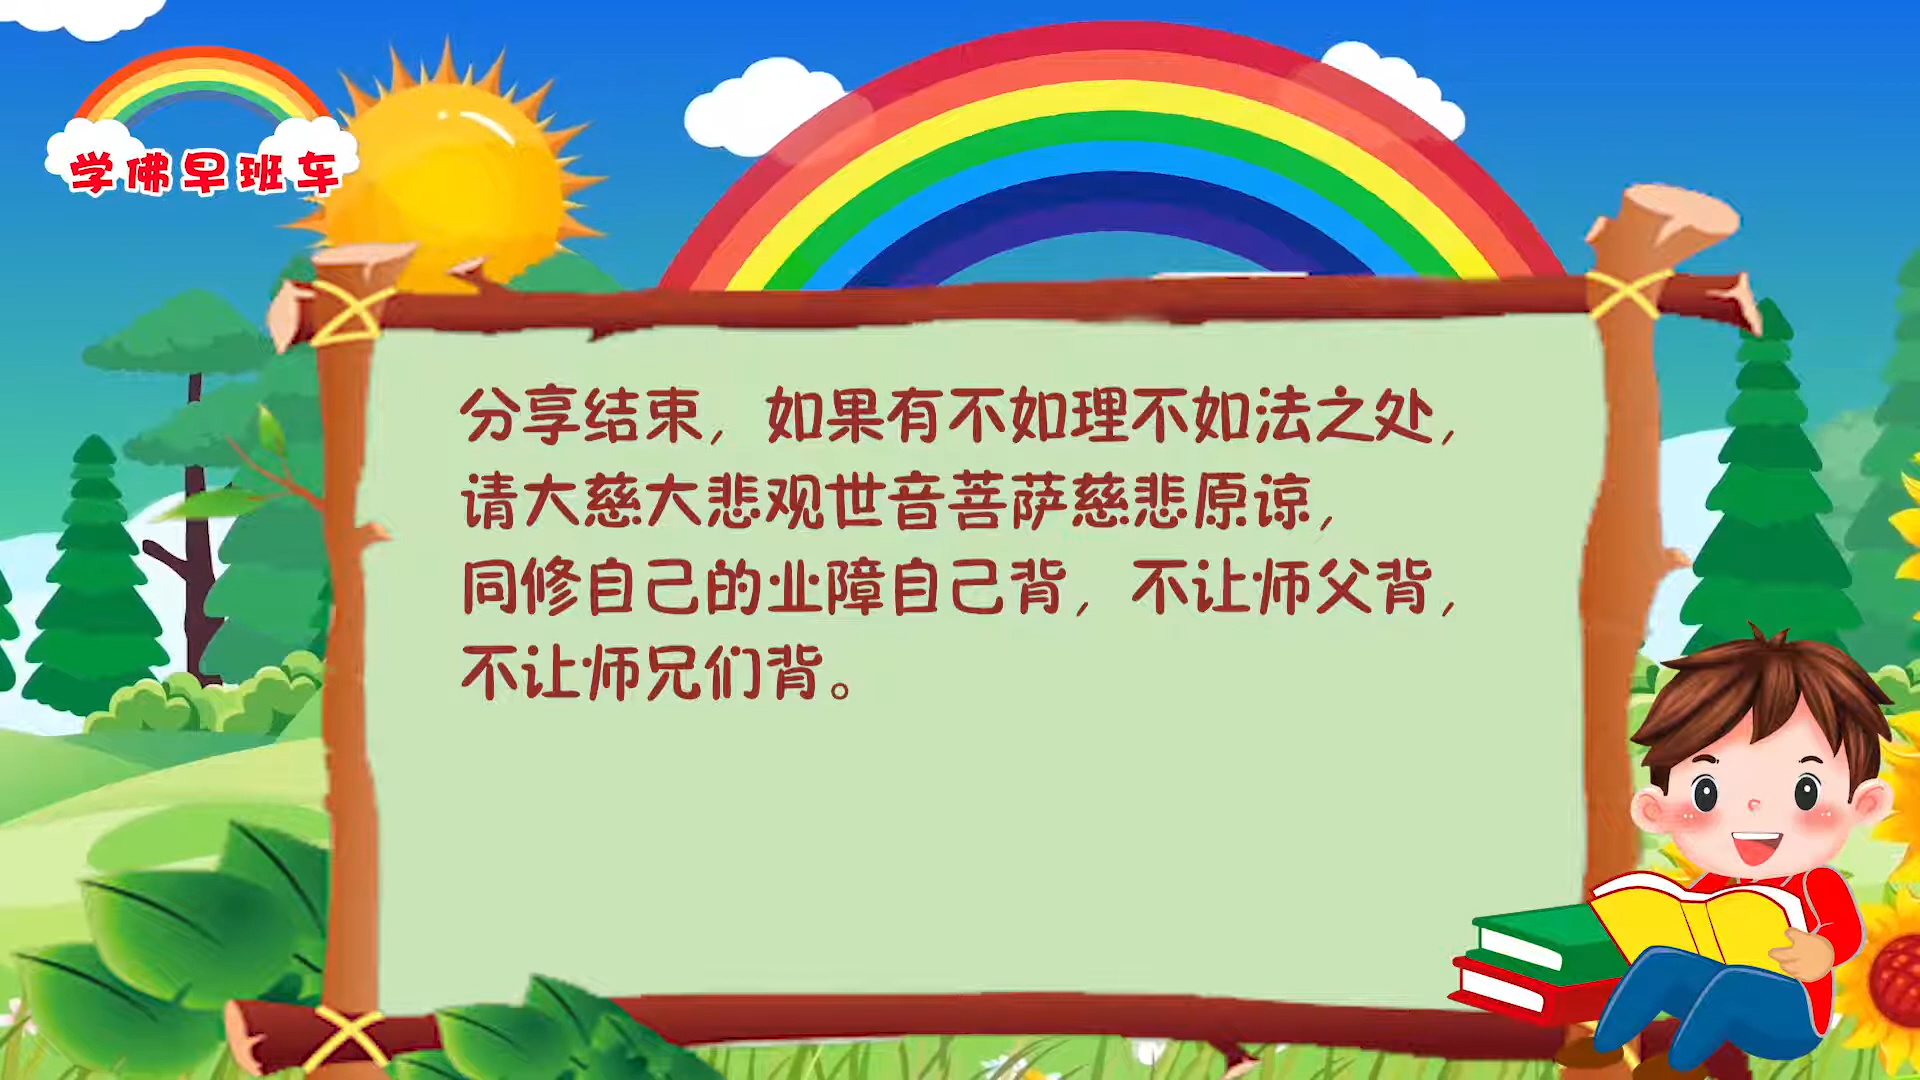 学佛早班车
分享结束，如果有不如理不如法之处，
请大慈大悲观世音菩萨慈悲原谅，
同修自己的业障自己背，不让师父背，
不让师兄们背。